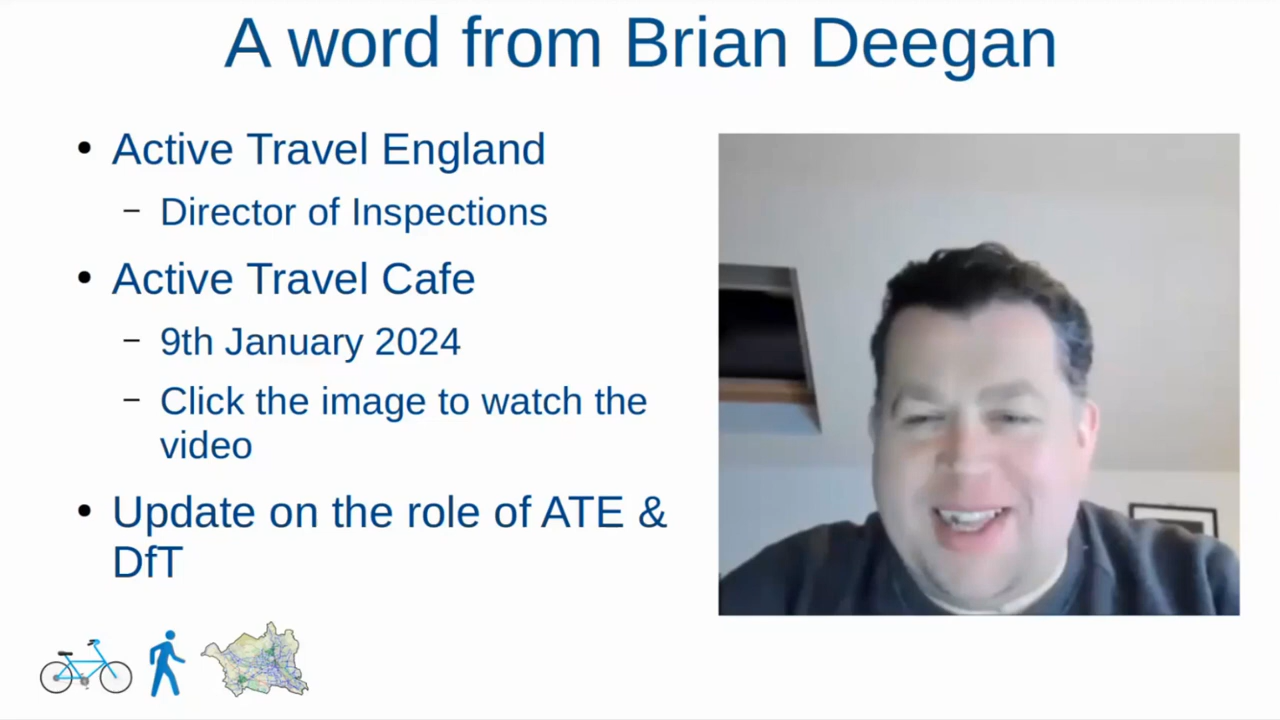 A word from Brian Deegan
• Active Travel England
– Director of Inspections
• Active Travel Cafe
– 9th January 2024
– Click the image to watch the
video
• Update on the role of ATE &
DfT